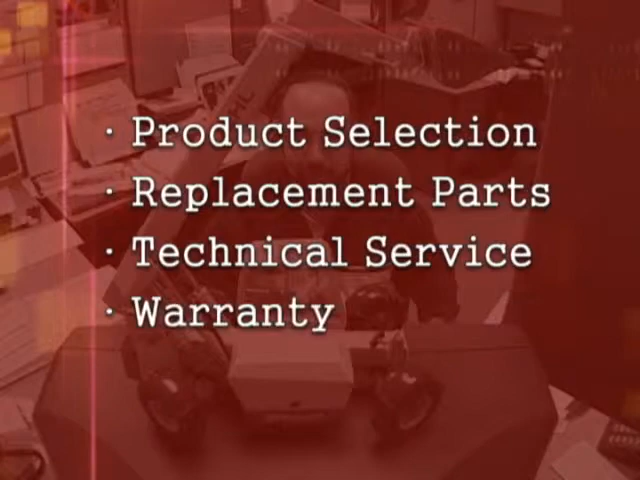 · Product Selection
· Replacement Parts
· Technical Service
· Warranty